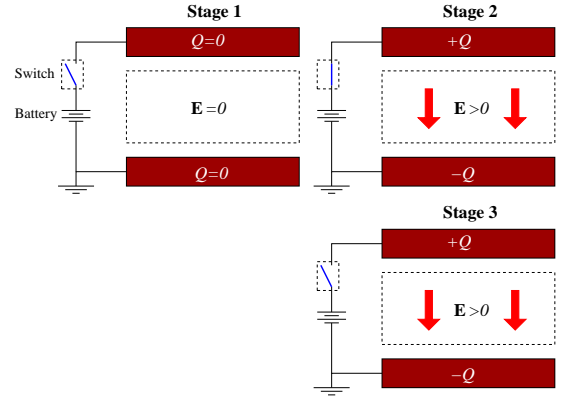 Stage 1
Stage 2
Q=0
+Q
Switch
Battery
E=0
E>0
Q=0
−Q
Stage 3
+Q
E>0
−Q